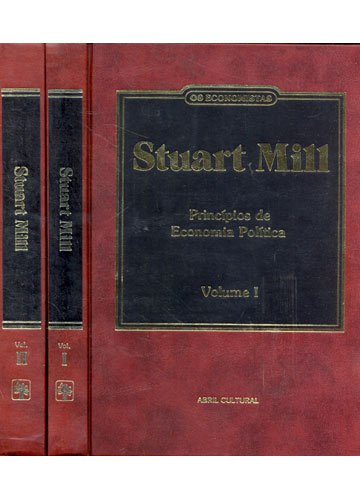 Stuart Mill
Vol.
II
Stuart Mill
Vol.
I
OS ECONOMISTAS
Stuart Mill
Princípios de
Economia Política
Volume I
ABRIL CULTURAL